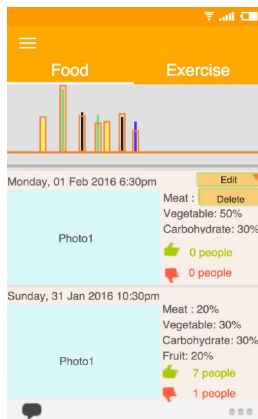 Food Exercise
Monday, 01 Feb 2016 6:30pm Edit
Meat : Delete
Vegetable: 50%
Carbohydrate: 30%
Photo1
0 people
0 people
Sunday, 31 Jan 2016 10:30pm
Meat : 20%
Vegetable: 30%
Carbohydrate: 30%
Fruit: 20%
Photo1
7 people
1 people